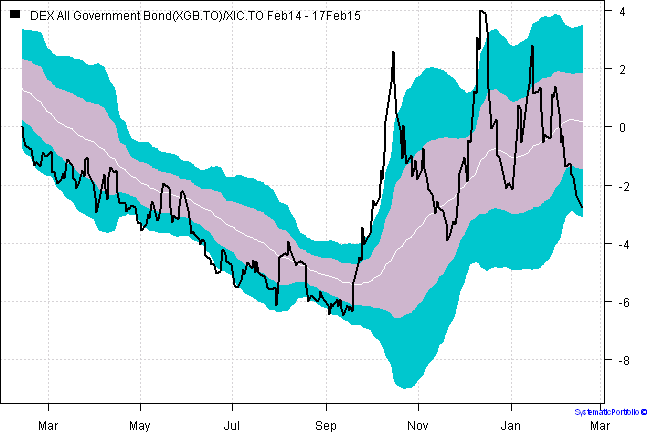 DEX All Government Bond(XGB.TO)/XIC.TO Feb14 - 17Feb15
4
2
0
-2
-4
-6
-8
SystematicPortfolio ©
Mar May Jul Sep Nov Jan Mar